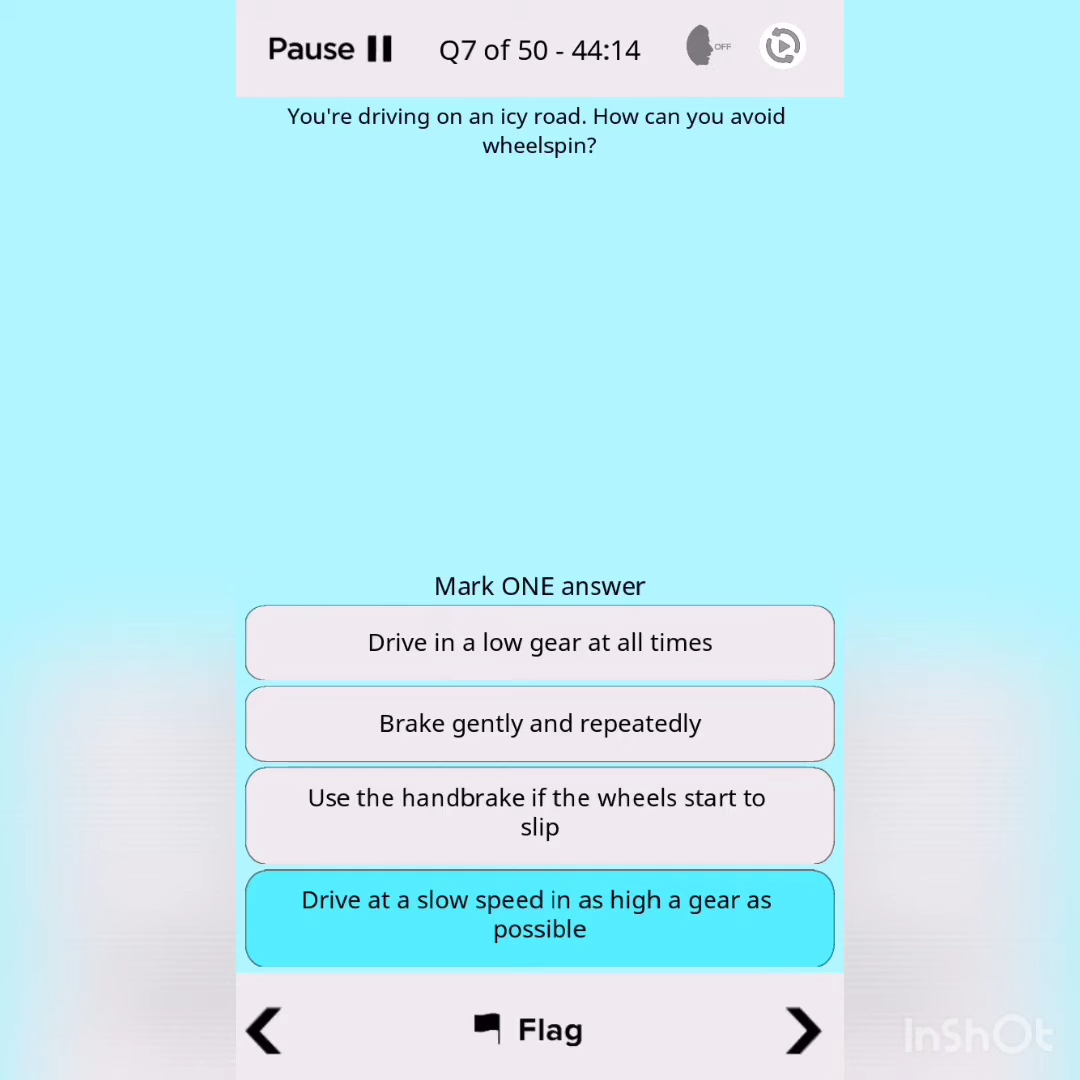 Pause
Q7 of 50 - 44:14
OFF
You're driving on an icy road. How can you avoid
wheelspin?
Mark ONE answer
Drive in a low gear at all times
Brake gently and repeatedly
Use the handbrake if the wheels start to
slip
Drive at a slow speed in as high a gear as
possible
Flag
InShOt